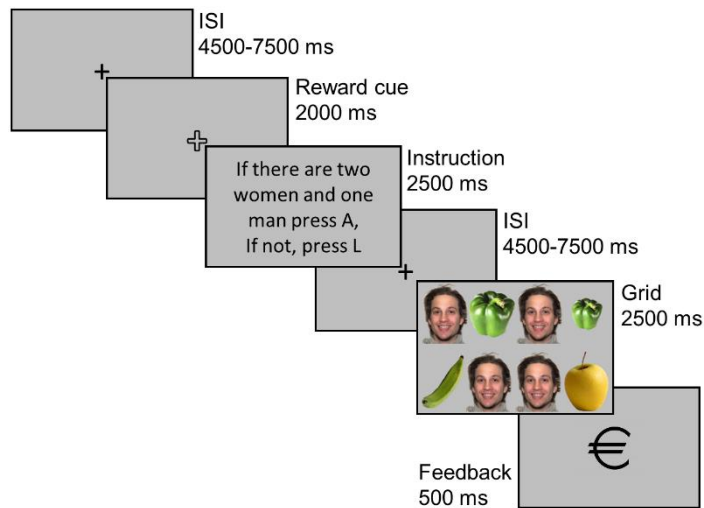 ISI
4500-7500 ms
Reward cue
2000 ms
If there are two
women and one
man press A,
If not, press L
Instruction
2500 ms
ISI
4500-7500 ms
Grid
2500 ms
€
Feedback
500 ms